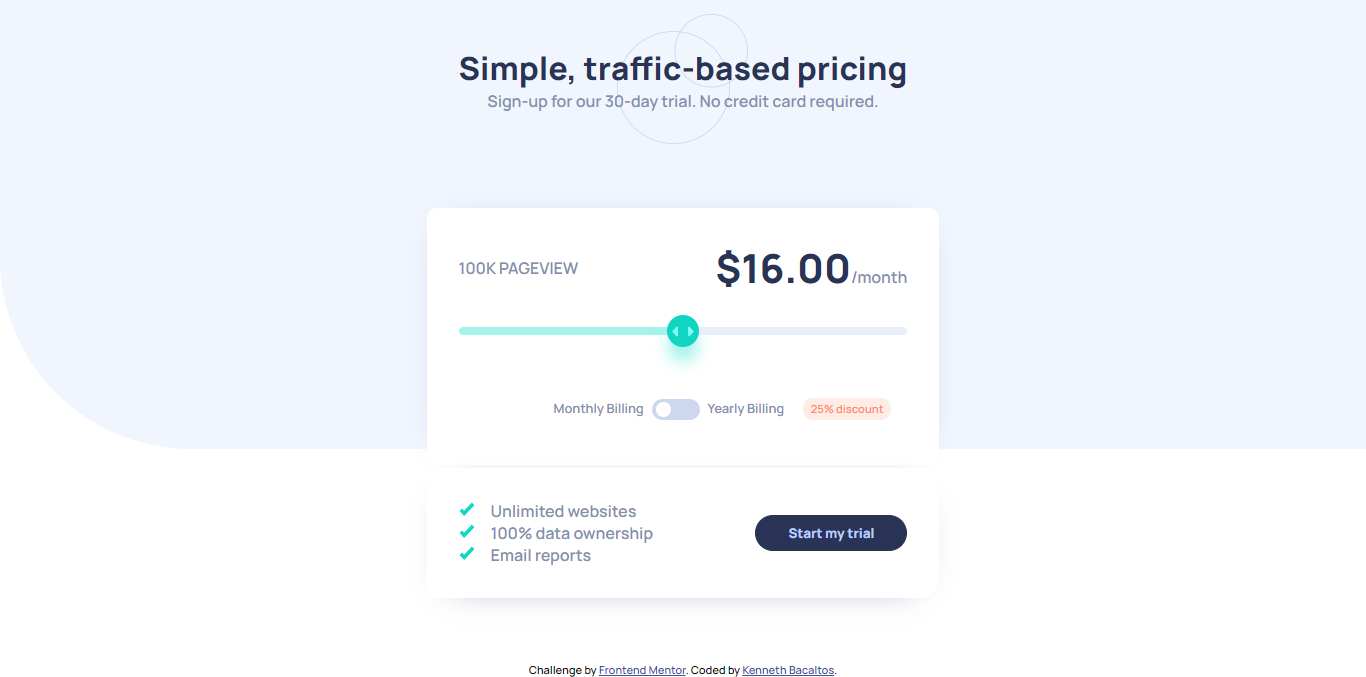 Simple, traffic-based pricing
Sign-up for our 30-day trial. No credit card required.
100K PAGEVIEW
$16.00/month
Monthly Billing
Yearly Billing
25% discount
Unlimited websites
100% data ownership
Email reports
Start my trial
Challenge by Frontend Mentor. Coded by Kenneth Bacaltos.